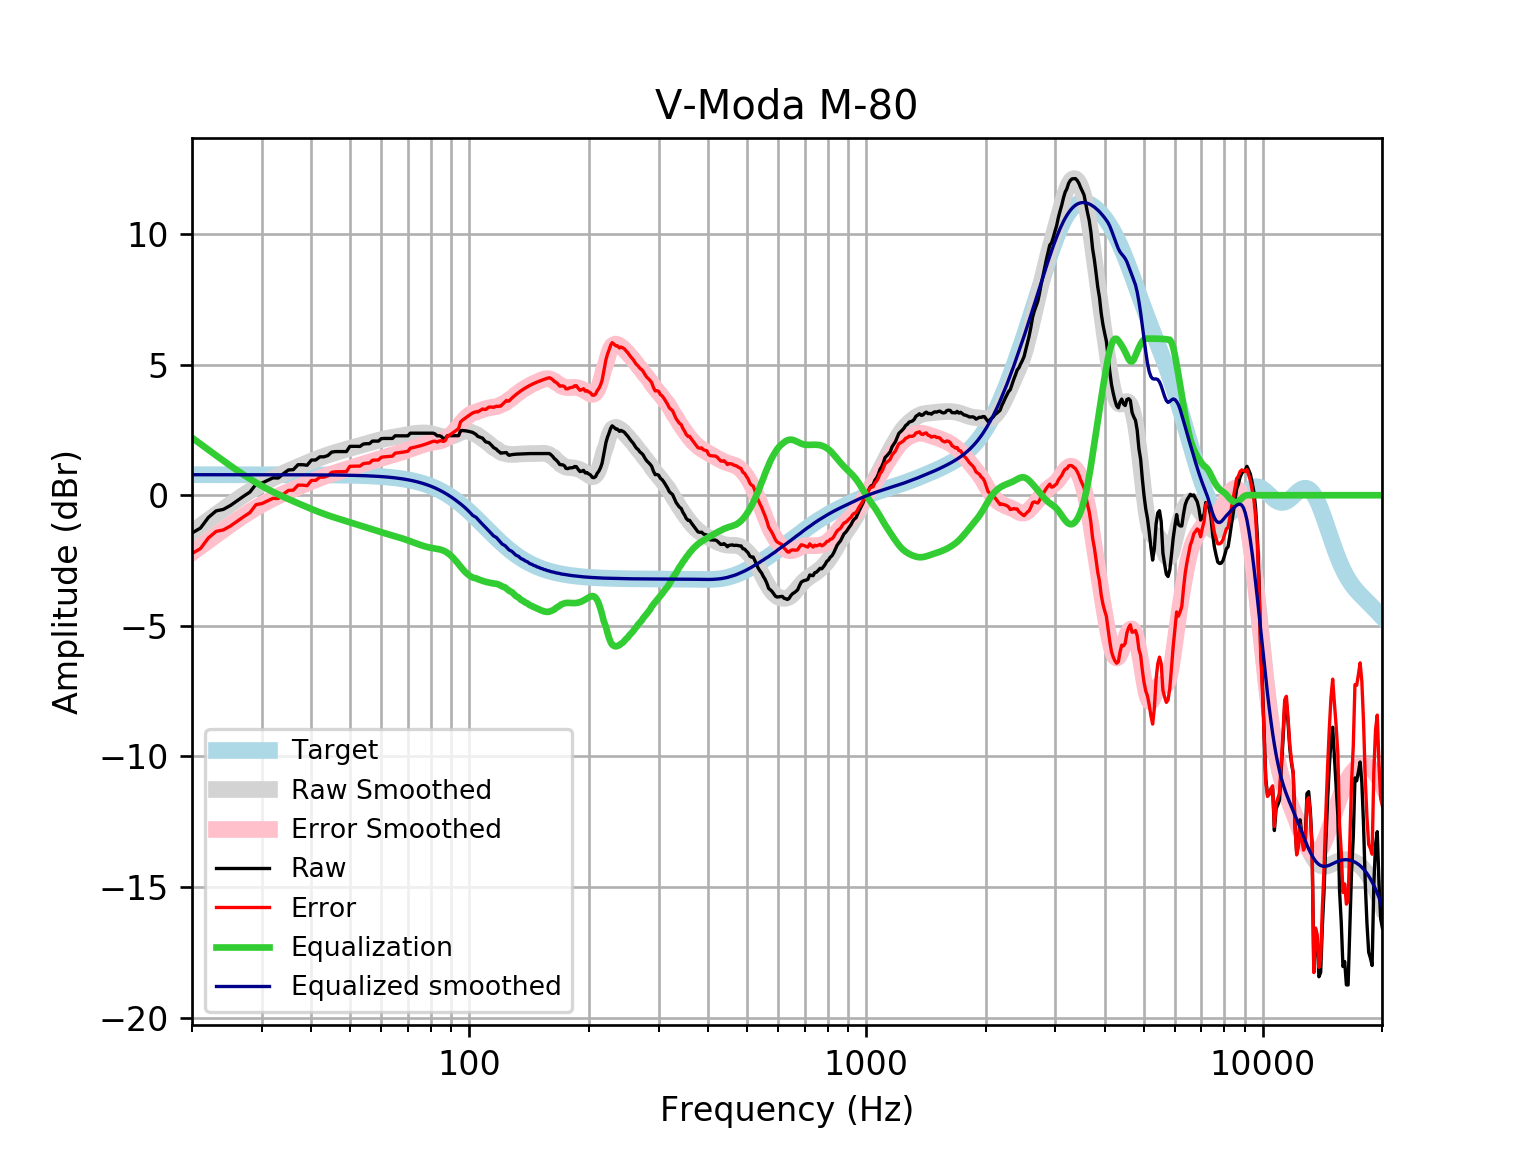 V-Moda M-80
Amplitude (dBr)
10
5
0
−5
−10
−15
−20
Target
Raw Smoothed
Error Smoothed
Raw
Error
Equalization
Equalized smoothed
100
1000
10000
Frequency (Hz)